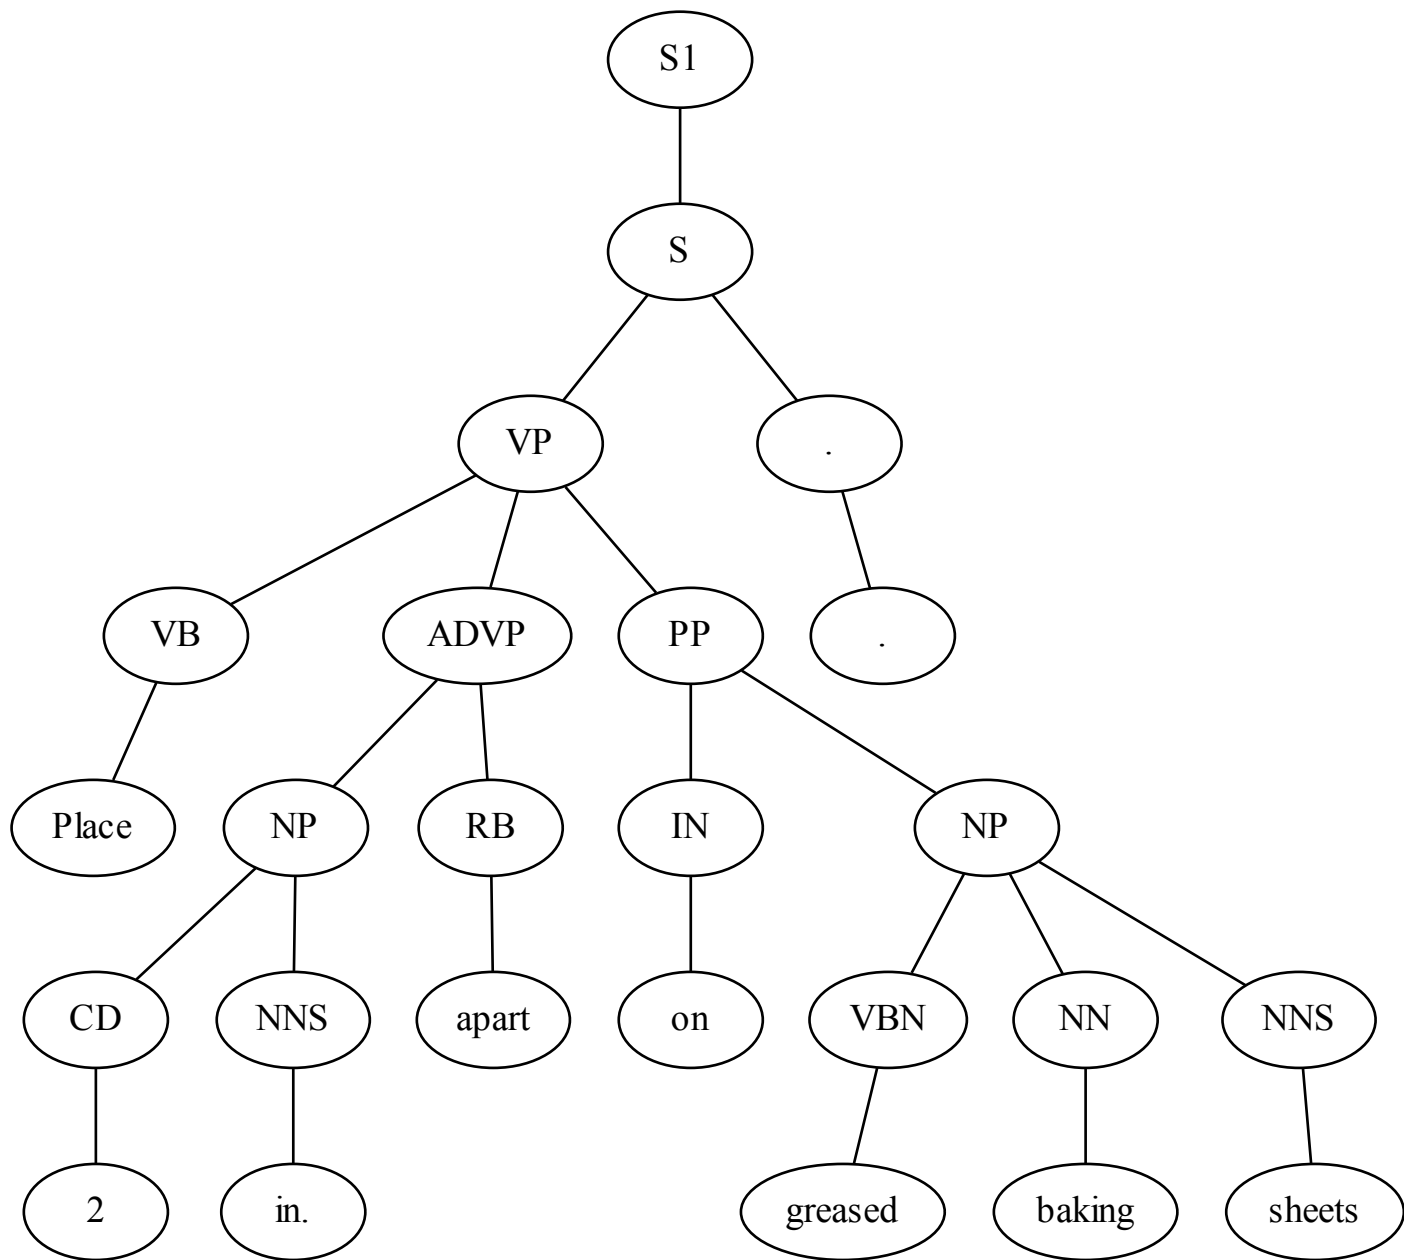 S1
S
VP .
VB ADVP PP .
Place NP RB IN NP
CD NNS apart on VBN NN NNS
2 in. greased baking sheets